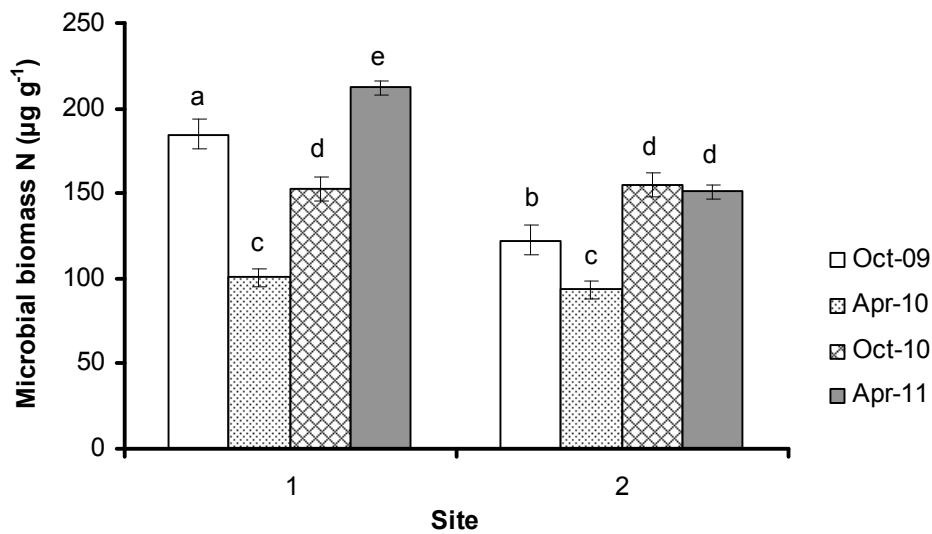 Microbial biomass N (µg g-1)
250
200
150
100
50
0
a
c
d
e
b
c
d
d
1
2
Site
Oct-09
Apr-10
Oct-10
Apr-11